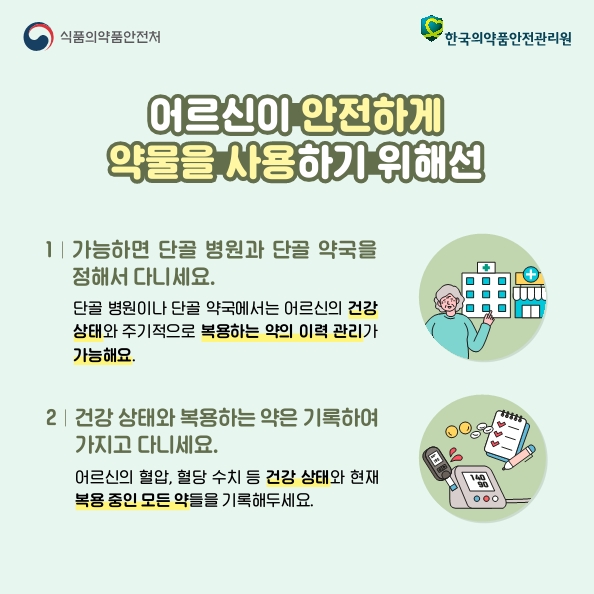 식품의약품안전처
한국의약품안전관리원
어르신이 안전하게
약물을 사용하기 위해선
1 | 가능하면 단골 병원과 단골 약국을
정해서 다니세요.
단골 병원이나 단골 약국에서는 어르신의 건강
상태와 주기적으로 복용하는 약의 이력 관리가
가능해요.
2 | 건강 상태와 복용하는 약은 기록하여
가지고 다니세요.
어르신의 혈압, 혈당 수치 등 건강 상태와 현재
복용 중인 모든 약들을 기록해두세요.
140
90